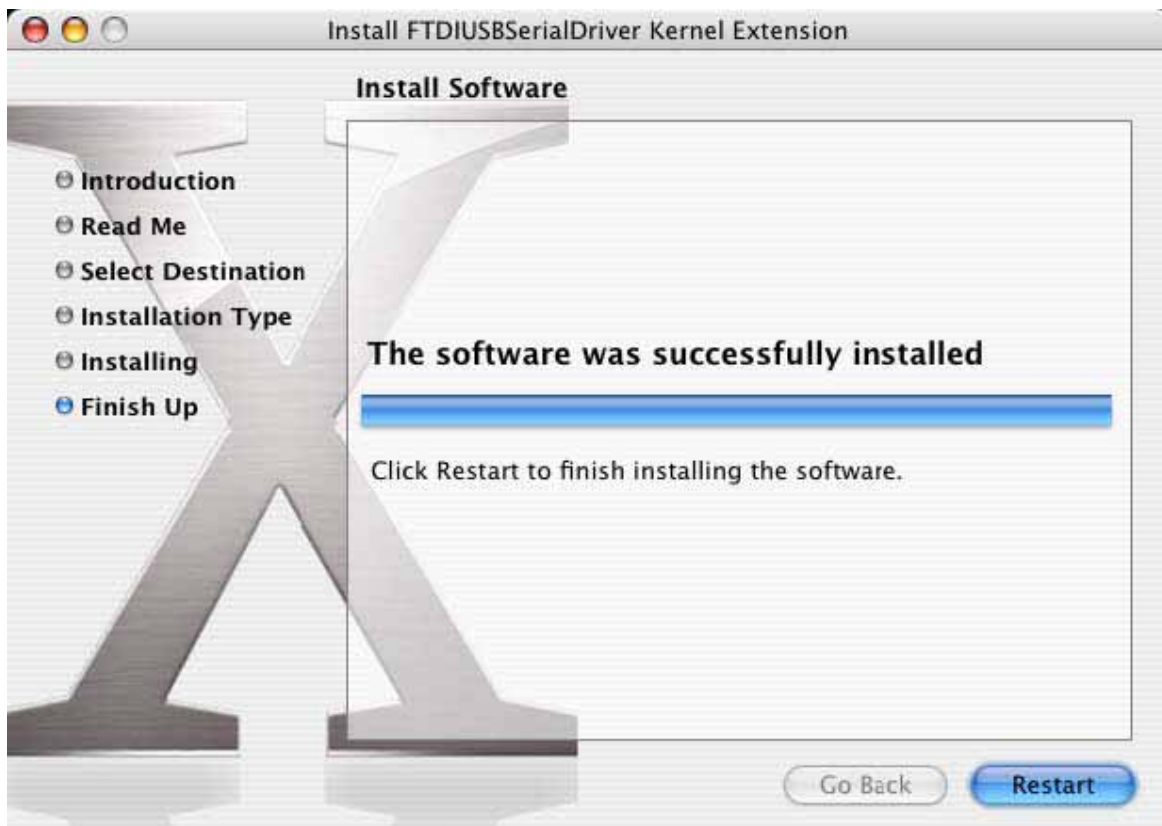 Install FTDIUSBSerialDriver Kernel Extension
Install Software
Introduction
Read Me
Select Destination
Installation Type
Installing
Finish Up
The software was successfully installed
Click Restart to finish installing the software.
Go Back
Restart